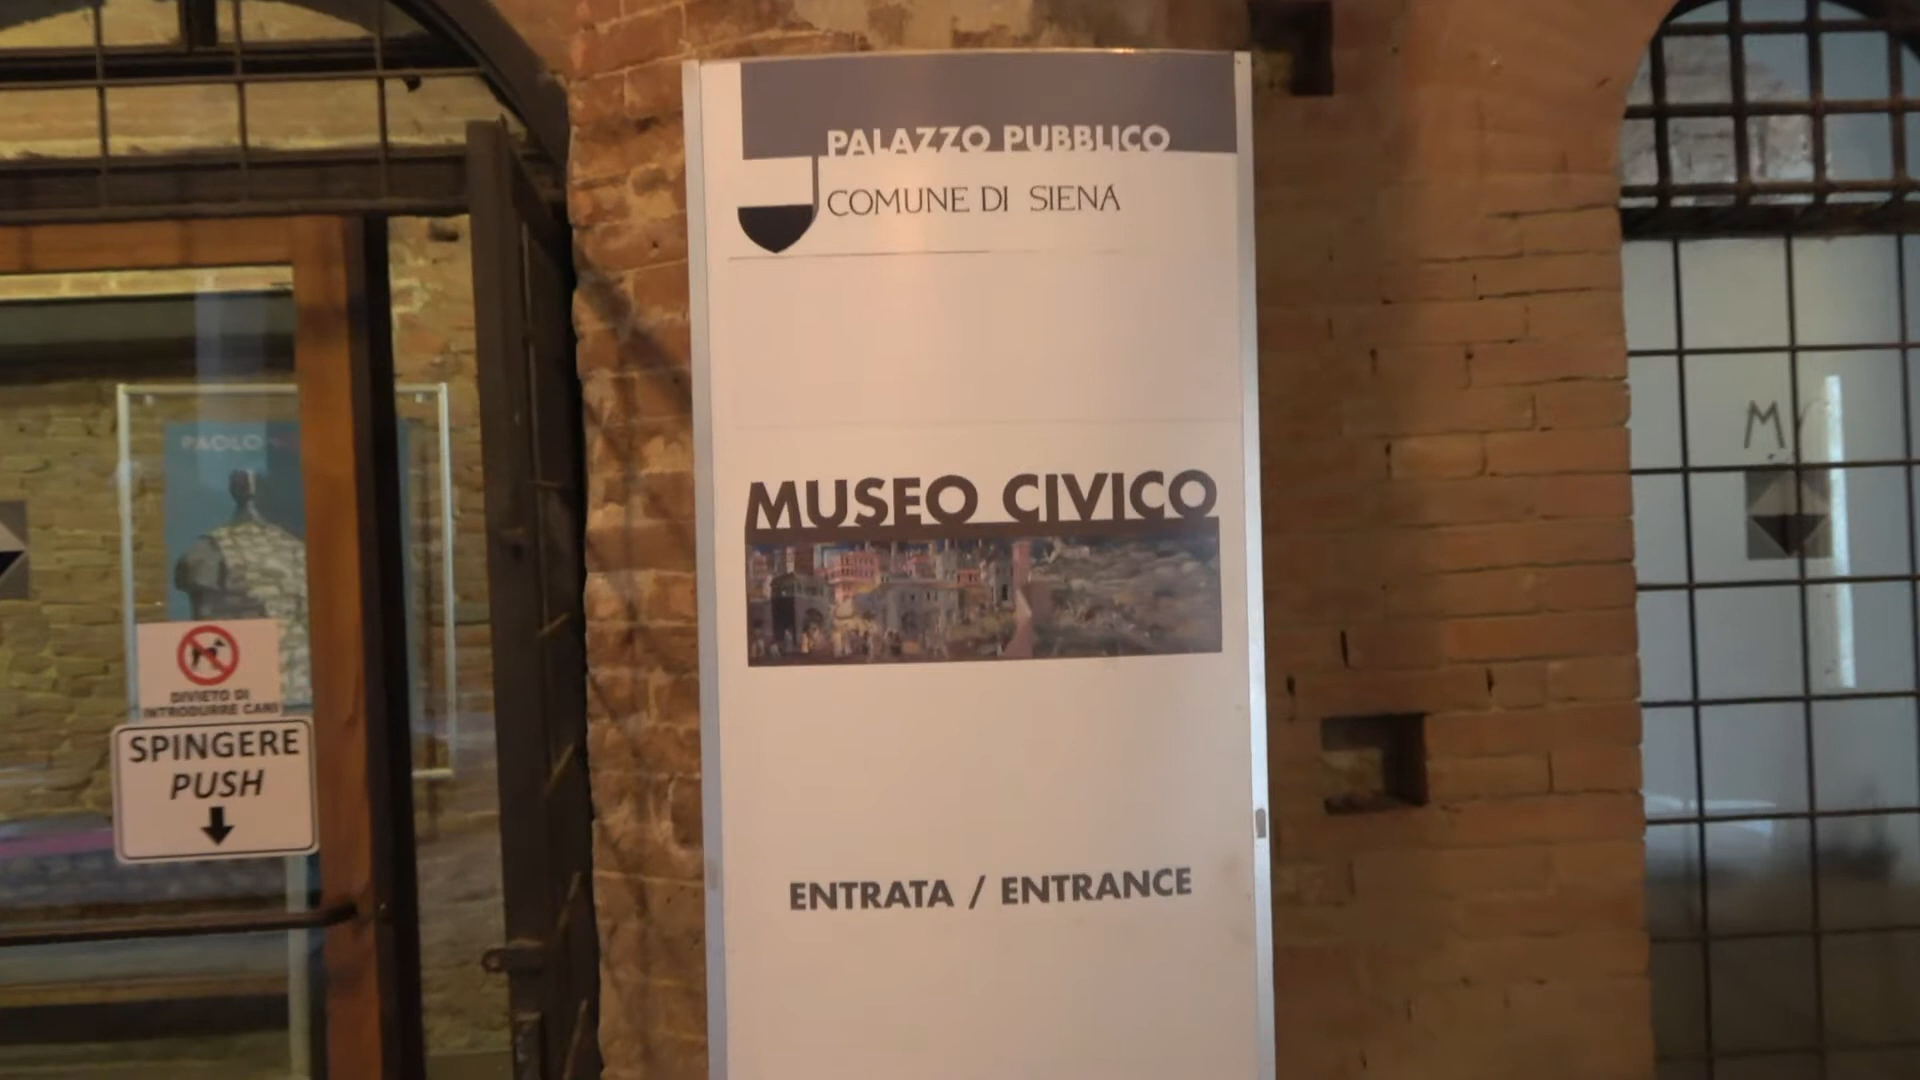 PALAZZO PUBBLICO
COMUNE DI SIENA
MUSEO CIVICO
ENTRATA / ENTRANCE
PAOLO
DIVIETO DI
INTRODURRE CANI
SPINGERE
PUSH
M